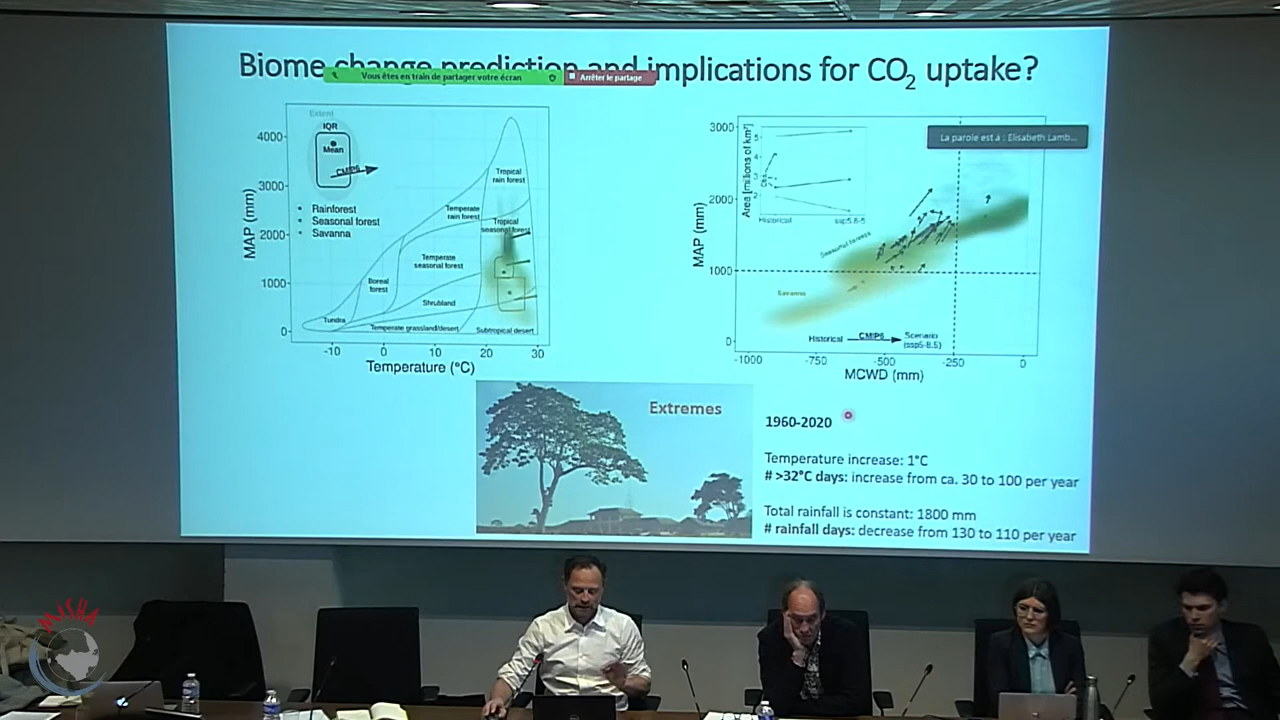 Biome change prediction and implications for CO₂ uptake?
Vous êtes en train de partager votre écran
Arrêter le partage
La parole est à : Elisabeth Lamb...
Extent
IQR
Mean
CMIP6
Rainforest
Seasonal forest
Savanna
MAP (mm)
4000
3000
2000
1000
0
Tropical
rain forest
Temperate
rain forest
Tropical
seasonal forest
Temperate
seasonal forest
Boreal
forest
Shrubland
Tundra
Temperate grassland/desert
Subtropical desert
-10
0
10
20
30
Temperature (°C)
MAP (mm)
3000
2000
1000
0
Area [millions of km²]
Historical
ssp5.8-5
Seasonal forests
Savanna
Historical
CMIP6
Scenario
(ssp5-8.5)
-1000
-750
-500
-250
0
MCWD (mm)
Extremes
1960-2020
Temperature increase: 1°C
# >32°C days: increase from ca. 30 to 100 per year
Total rainfall is constant: 1800 mm
# rainfall days: decrease from 130 to 110 per year